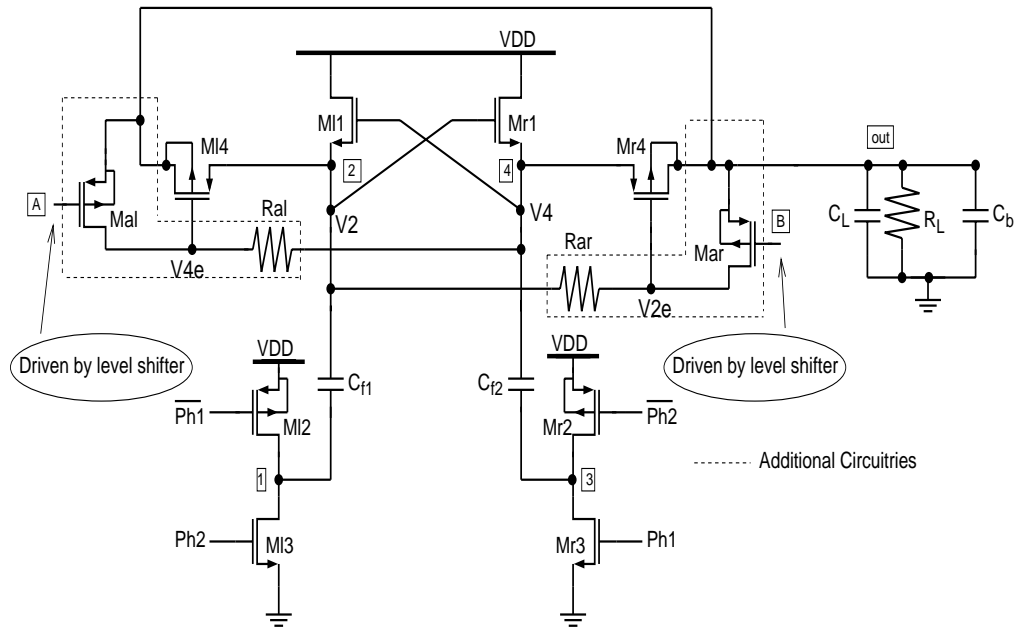 VDD
Ml1
Mr1
Ml4
Mr4
out
2
4
A
Mal
Ral
V2
V4
Rar
B
Mar
CL
RL
Cb
V4e
V2e
Driven by level shifter
Driven by level shifter
VDD
VDD
Cf1
Cf2
Ph1
Ml2
Mr2
Ph2
1
3
Additional Circuitries
Ph2
Ml3
Mr3
Ph1